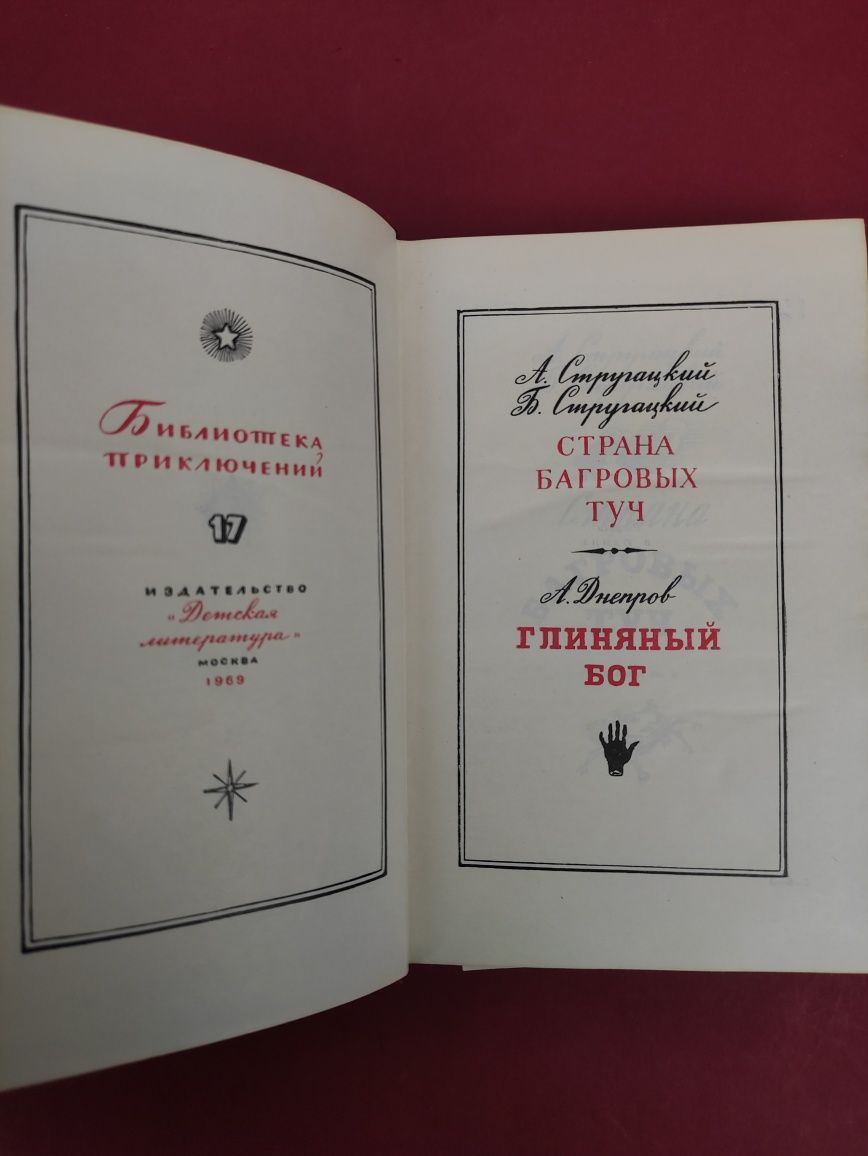 Библиотека
приключений
17
ИЗДАТЕЛЬСТВО
„Детская
литература"
МОСКВА
1969
А. Стругацкий
Б. Стругацкий
СТРАНА
БАГРОВЫХ
ТУЧ
А. Днепров
ГЛИНЯНЫЙ
БОГ